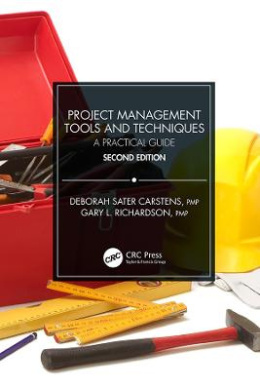 PROJECT MANAGEMENT
TOOLS AND TECHNIQUES
A PRACTICAL GUIDE
SECOND EDITION
DEBORAH SATER CARSTENS, PMP
GARY L. RICHARDSON, PMP
CRC
CRC Press
Taylor & Francis Group